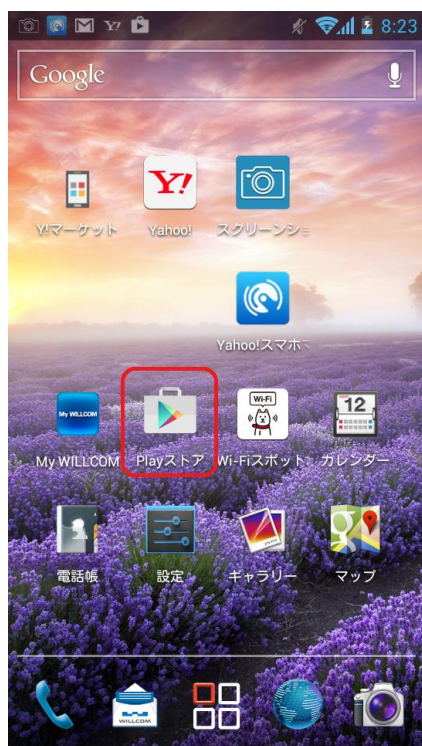 Y! 8:23
Google
Y!
Y!マーケット Yahoo! スクリーンショ
Yahoo!スマホ
My WILLCOM Wi-Fi 12
My WILLCOM Playストア Wi-Fiスポット カレンダー
電話帳 設定 ギャラリー マップ
WILLCOM